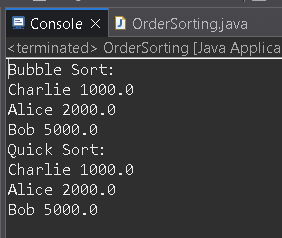 Console OrderSorting.java
<terminated> OrderSorting [Java Applica
Bubble Sort:
Charlie 1000.0
Alice 2000.0
Bob 5000.0
Quick Sort:
Charlie 1000.0
Alice 2000.0
Bob 5000.0